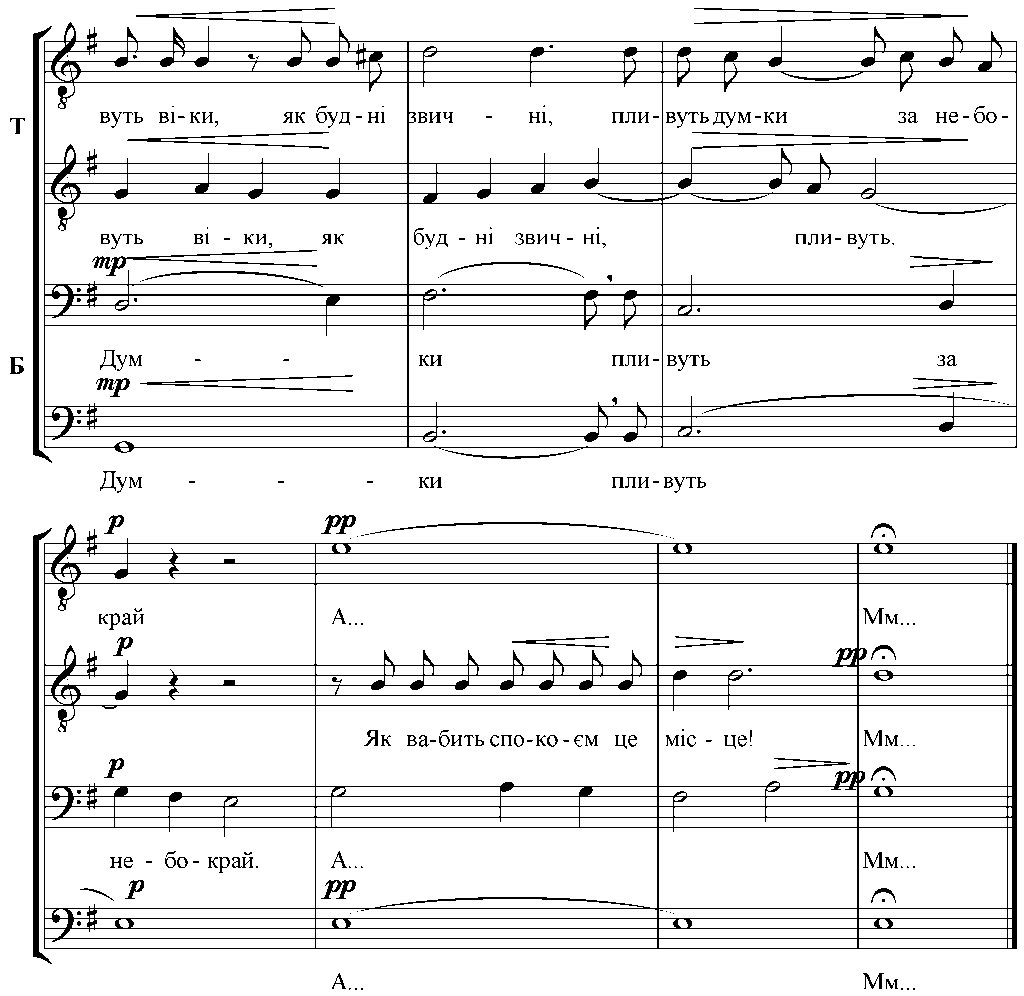 вуть ві - ки, як буд - ні звич - ні, пли - вуть дум - ки за не - бо -
Т
вуть ві - ки, як буд - ні звич - ні, пли - вуть.
mp
Дум - - - ки пли - вуть за
Б
mp
Дум - - - ки пли - вуть
p pp
край А... Мм...
p pp
Як ва - бить спо - ко - єм це міс - це! Мм...
p pp
не - бо - край. А... Мм...
p pp
А... Мм...